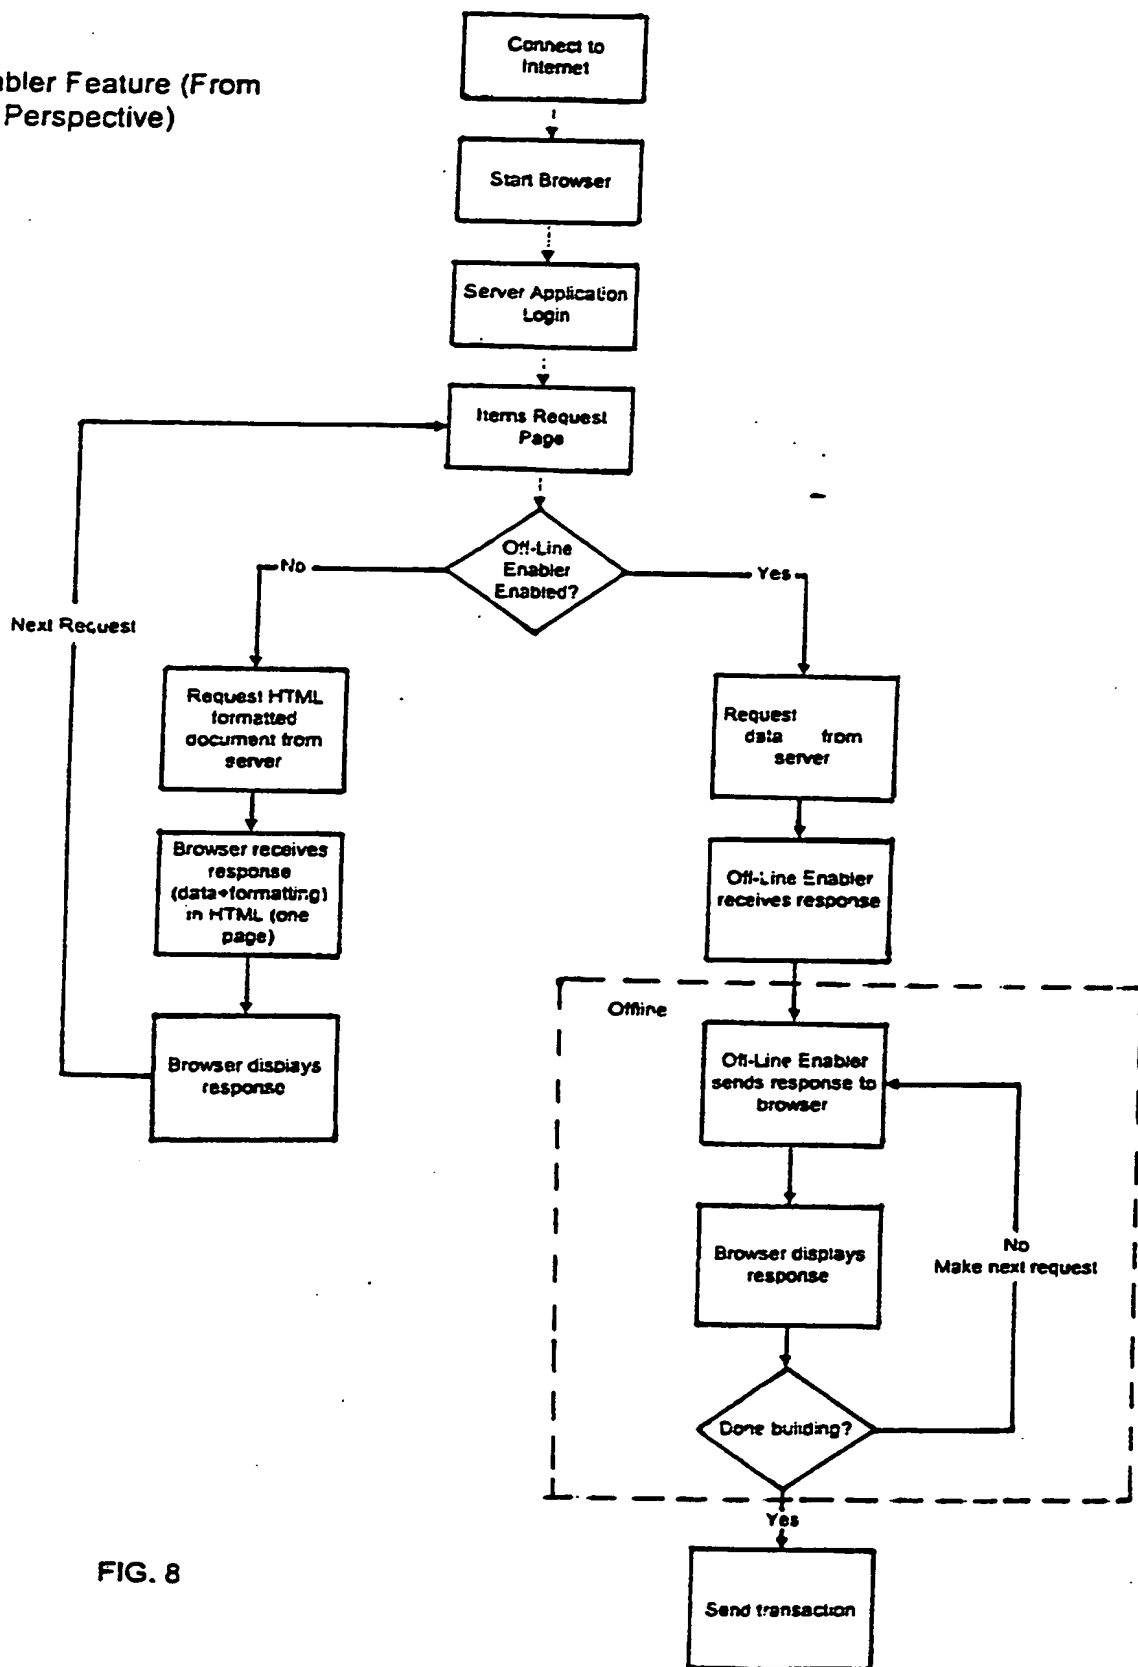 Connect to
Internet
abler Feature (From
Perspective)
Start Browser
Server Application
Login
Items Request
Page
Off-Line
Enabler
Enabled?
No
Yes
Next Request
Request HTML
formatted
document from
server
Request
data from
server
Browser receives
response
(data+formatting)
in HTML (one
page)
Off-Line Enabler
receives response
Offline
Browser displays
response
Off-Line Enabler
sends response to
browser
Browser displays
response
No
Make next request
Done building?
Yes
Send transaction
FIG. 8